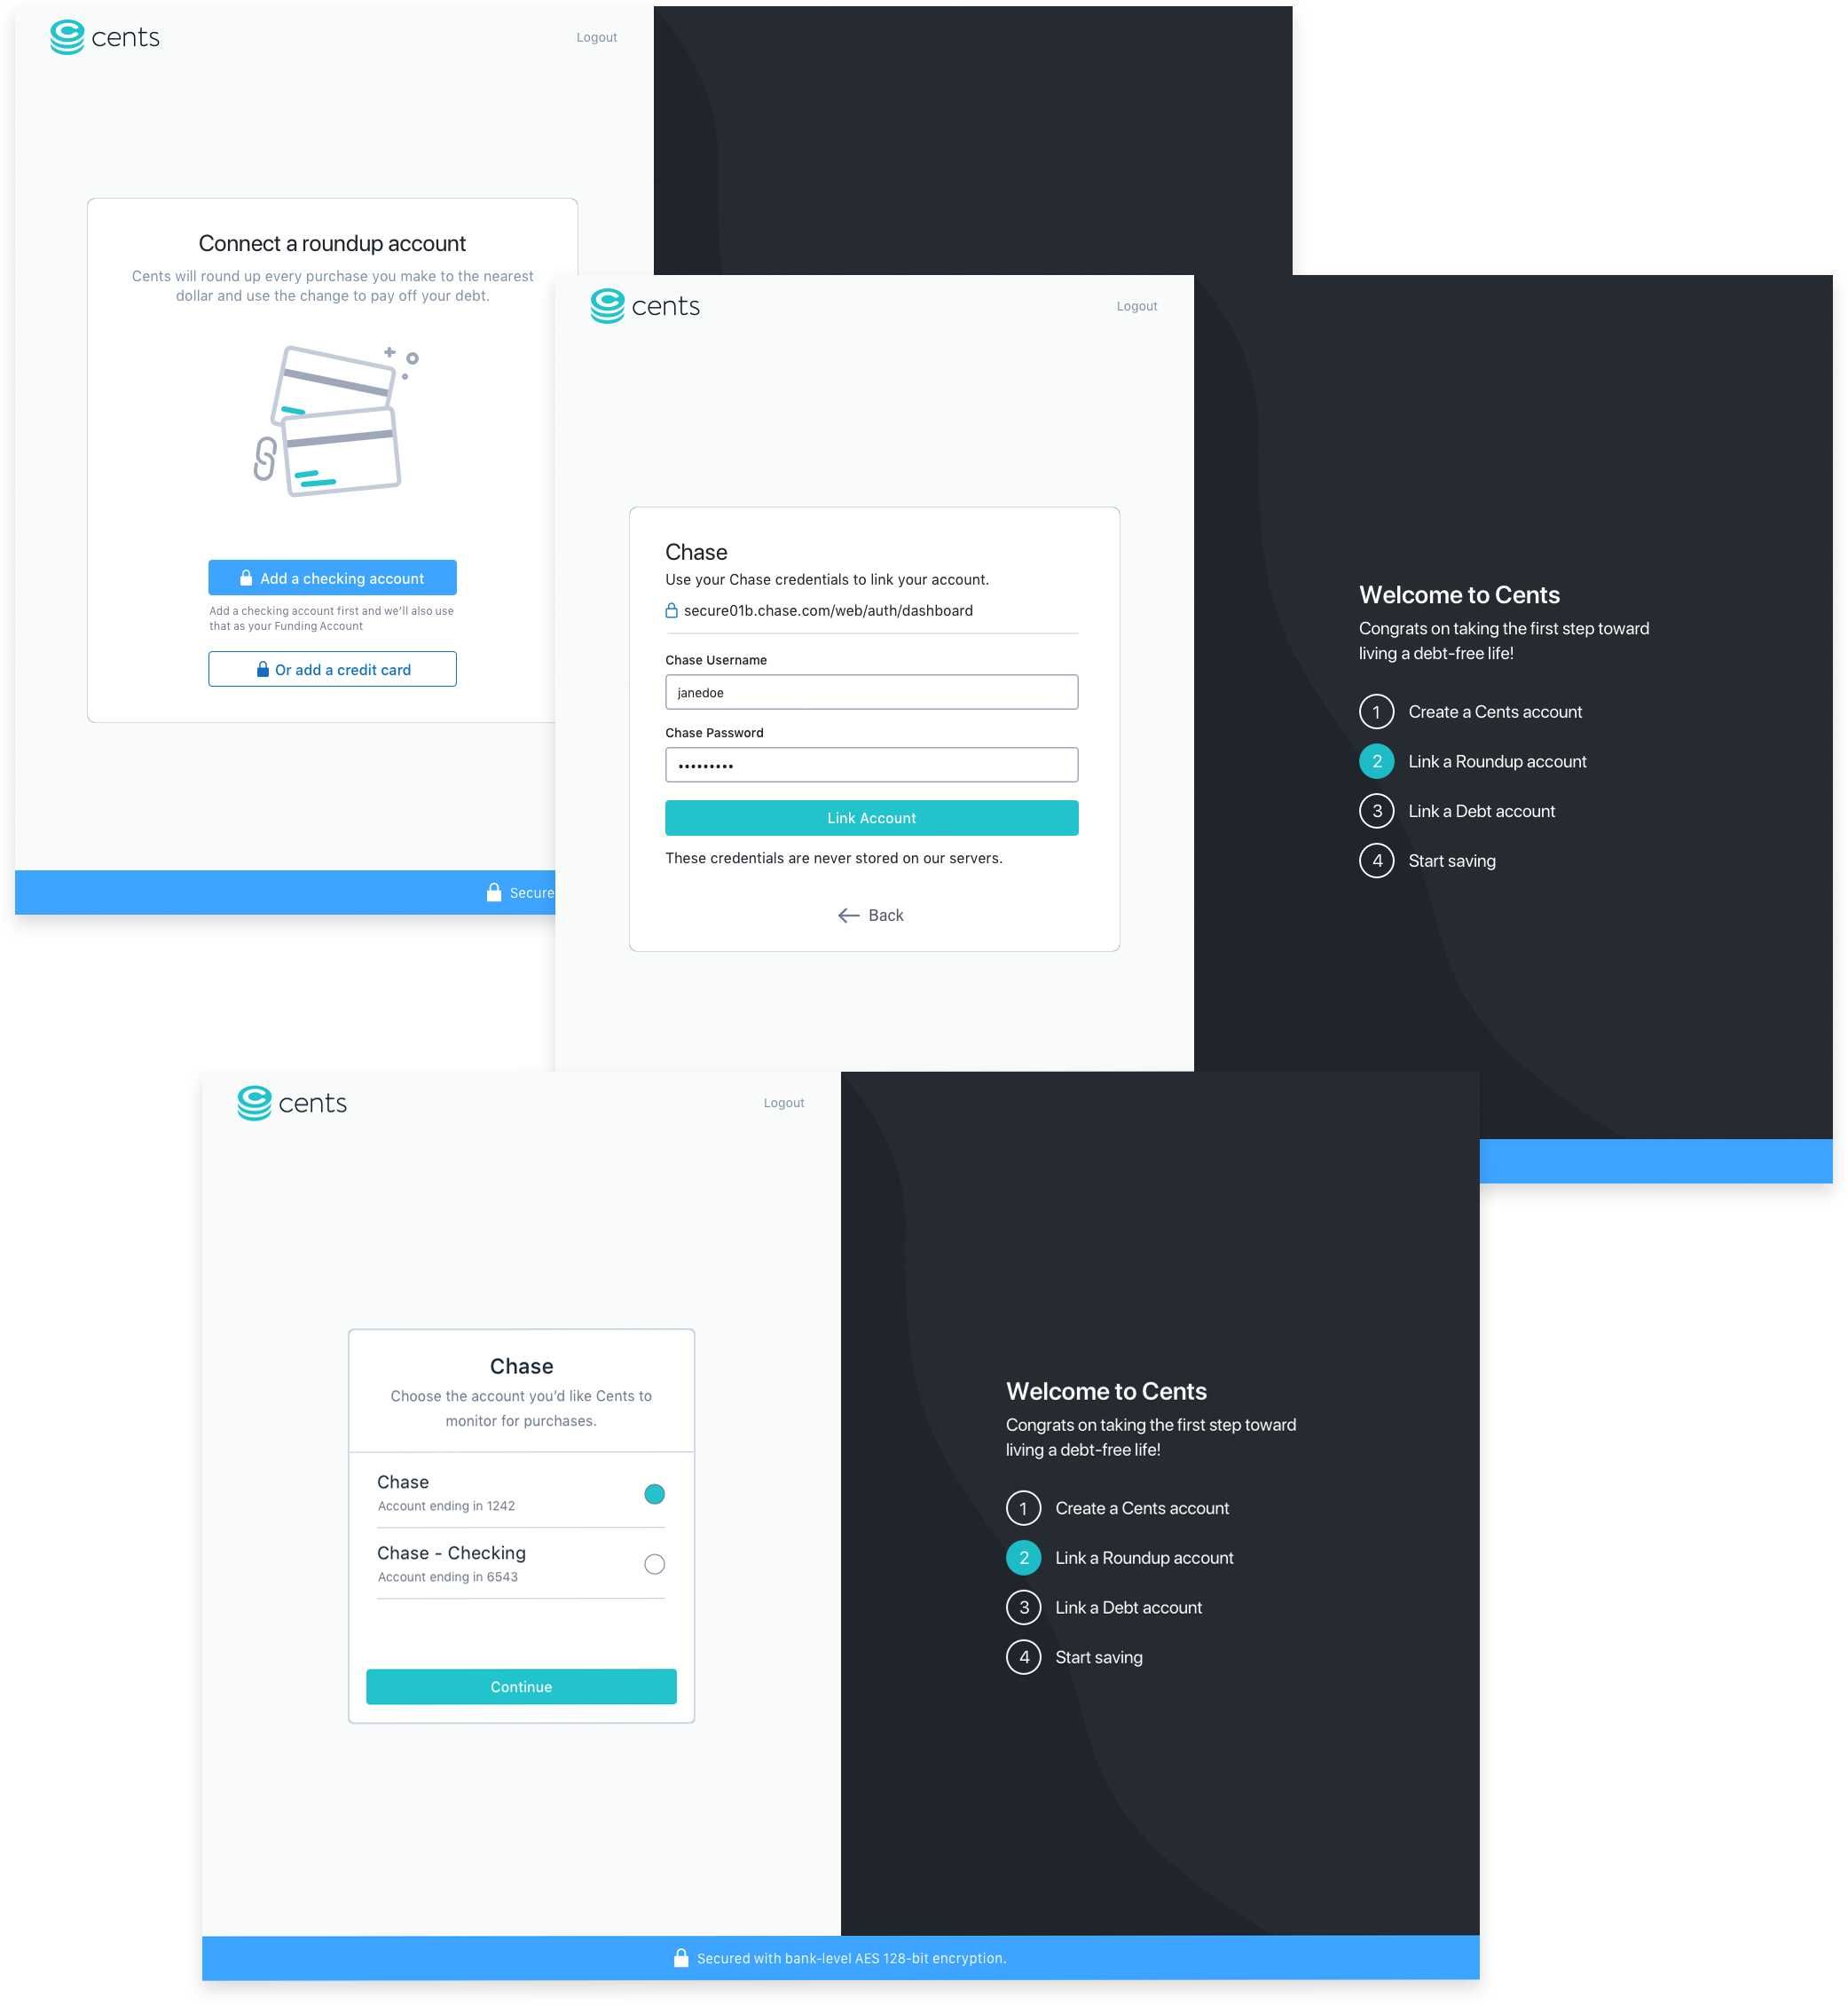 cents
Logout
Connect a roundup account
Cents will round up every purchase you make to the nearest
dollar and use the change to pay off your debt.
Add a checking account
Add a checking account first and we’ll also use
that as your Funding Account
Or add a credit card
Secure
cents
Logout
Chase
Use your Chase credentials to link your account.
secure01b.chase.com/web/auth/dashboard
Chase Username
janedoe
Chase Password
•••••••••
Link Account
These credentials are never stored on our servers.
Back
Welcome to Cents
Congrats on taking the first step toward
living a debt-free life!
1 Create a Cents account
2 Link a Roundup account
3 Link a Debt account
4 Start saving
cents
Logout
Chase
Choose the account you’d like Cents to
monitor for purchases.
Chase
Account ending in 1242
Chase - Checking
Account ending in 6543
Continue
Welcome to Cents
Congrats on taking the first step toward
living a debt-free life!
1 Create a Cents account
2 Link a Roundup account
3 Link a Debt account
4 Start saving
Secured with bank-level AES 128-bit encryption.